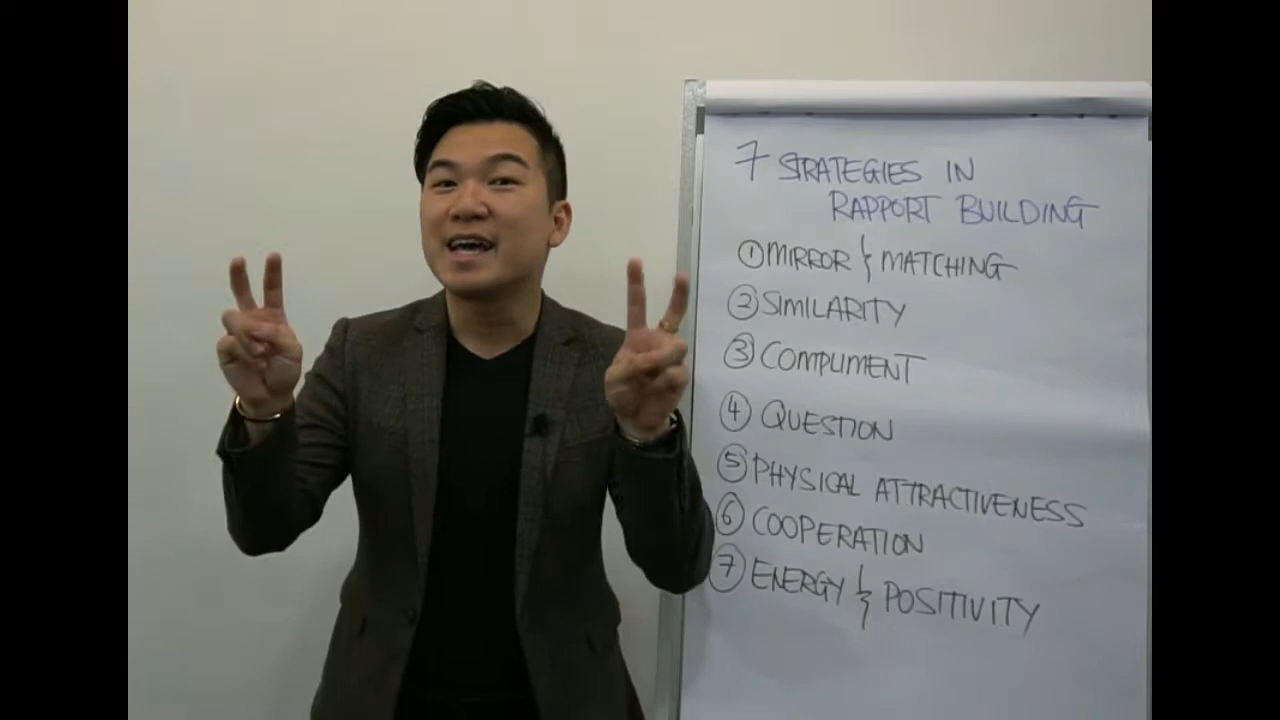 7 STRATEGIES IN
RAPPORT BUILDING
① MIRROR & MATCHING
② SIMILARITY
③ COMPLIMENT
④ QUESTION
⑤ PHYSICAL ATTRACTIVENESS
⑥ COOPERATION
⑦ ENERGY & POSITIVITY